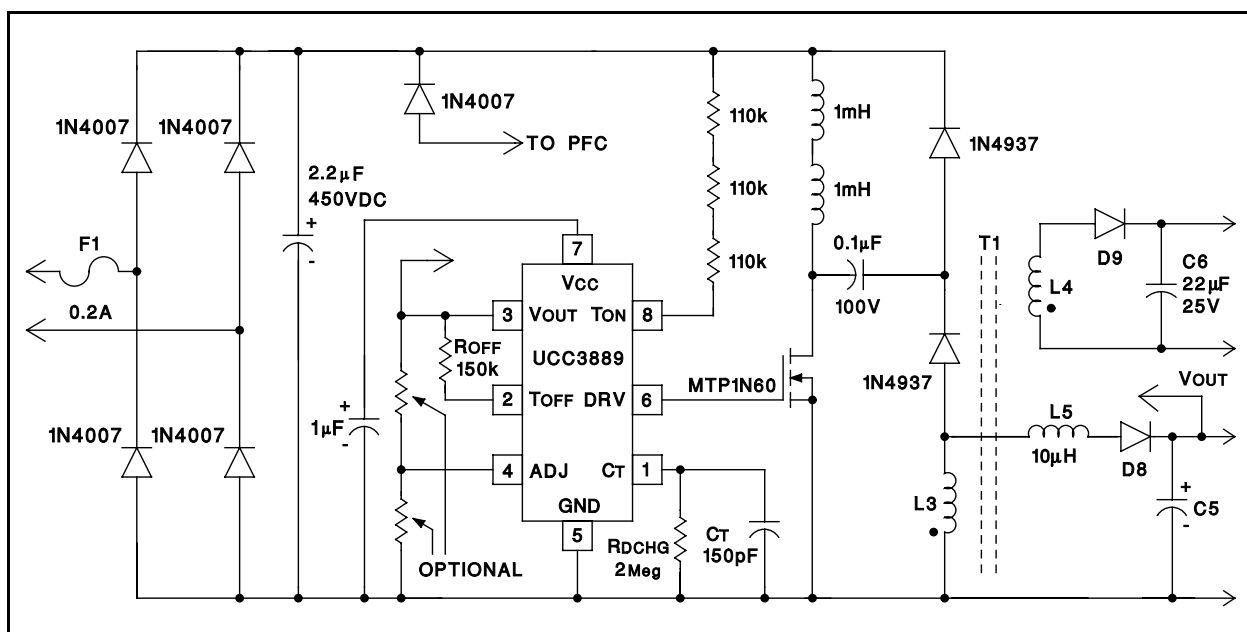 1N4007 1N4007
1N4007
TO PFC
2.2µF
450VDC
+
-
110k
110k
110k
1mH
1mH
1N4937
F1
0.2A
0.1µF
100V
T1
L4
D9
C6
22µF
25V
7
VCC
3 VOUT TON 8
UCC3889
ROFF
150k
2 TOFF DRV 6
MTP1N60
1N4937
VOUT
1N4007 1N4007
+
1µF
-
4 ADJ CT 1
GND
5
L5
10µH
D8
L3
+
C5
-
RDCHG
2Meg
CT
150pF
OPTIONAL